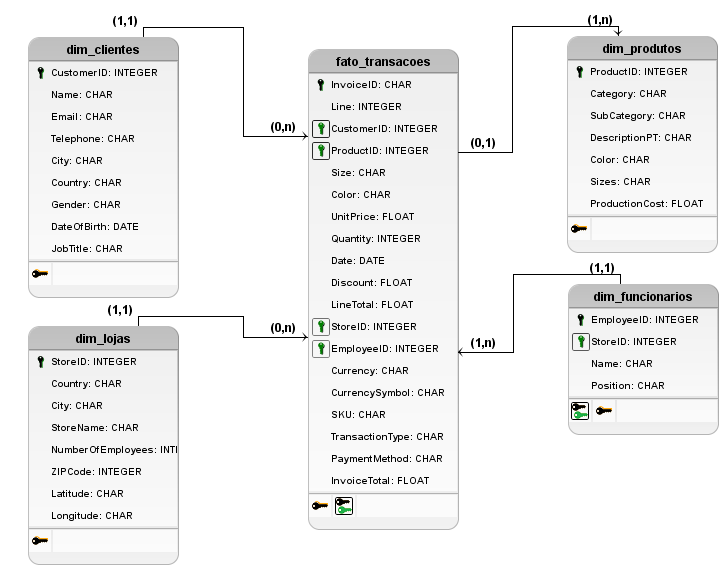 (1,1)
dim_clientes
CustomerID: INTEGER
Name: CHAR
Email: CHAR
Telephone: CHAR
City: CHAR
Country: CHAR
Gender: CHAR
DateOfBirth: DATE
JobTitle: CHAR
(0,n)
(1,1)
dim_lojas
StoreID: INTEGER
Country: CHAR
City: CHAR
StoreName: CHAR
NumberOfEmployees: INTI
ZIPCode: INTEGER
Latitude: CHAR
Longitude: CHAR
(0,n)
fato_transacoes
InvoiceID: CHAR
Line: INTEGER
CustomerID: INTEGER
ProductID: INTEGER
Size: CHAR
Color: CHAR
UnitPrice: FLOAT
Quantity: INTEGER
Date: DATE
Discount: FLOAT
LineTotal: FLOAT
StoreID: INTEGER
EmployeeID: INTEGER
Currency: CHAR
CurrencySymbol: CHAR
SKU: CHAR
TransactionType: CHAR
PaymentMethod: CHAR
InvoiceTotal: FLOAT
(0,1)
(1,n)
dim_produtos
ProductID: INTEGER
Category: CHAR
SubCategory: CHAR
DescriptionPT: CHAR
Color: CHAR
Sizes: CHAR
ProductionCost: FLOAT
(1,n)
(1,1)
dim_funcionarios
EmployeeID: INTEGER
StoreID: INTEGER
Name: CHAR
Position: CHAR